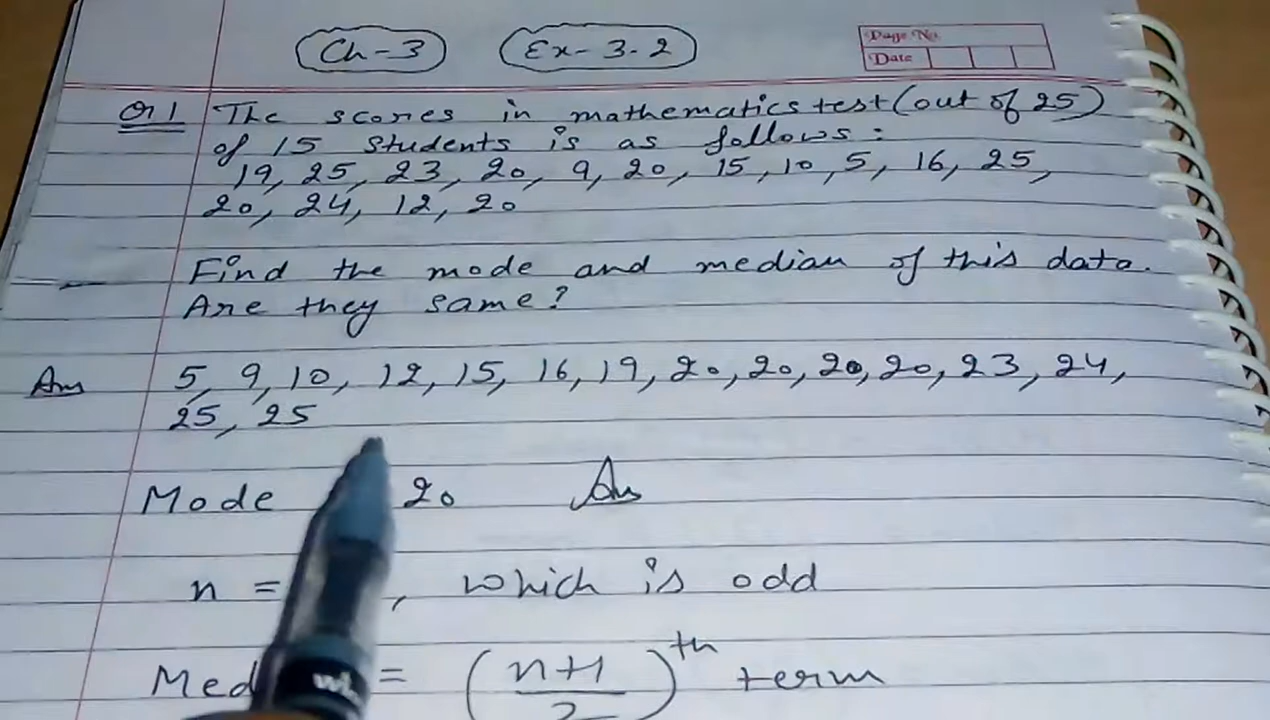 Ch-3 Ex-3.2
Page No.
Date
Qn 1 The scores in mathematics test (out of 25)
of 15 students is as follows:
19, 25, 23, 20, 9, 20, 15, 10, 5, 16, 25,
20, 24, 12, 20
Find the mode and median of this data.
Are they same?
Ans 5, 9, 10, 12, 15, 16, 19, 20, 20, 20, 20, 23, 24,
25, 25
Mode 20 Ans
n = , which is odd
= (n+1/2)th term